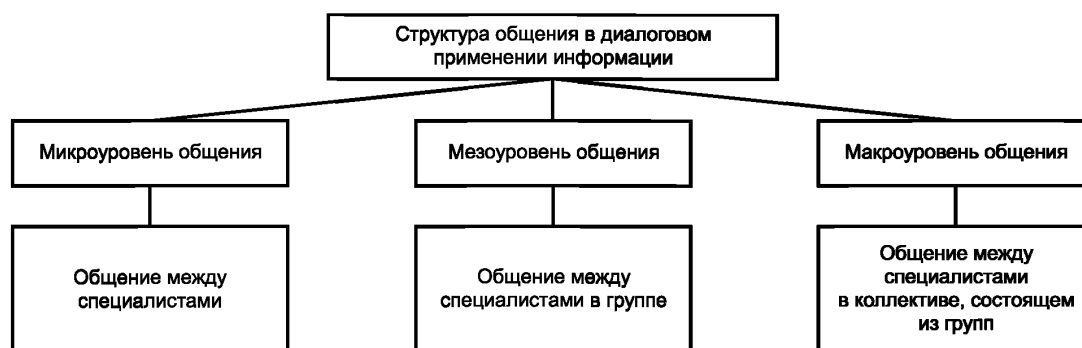 Структура общения в диалоговом
применении информации
Микроуровень общения
Мезоуровень общения
Макроуровень общения
Общение между
специалистами
Общение между
специалистами в группе
Общение между
специалистами
в коллективе, состоящем
из групп